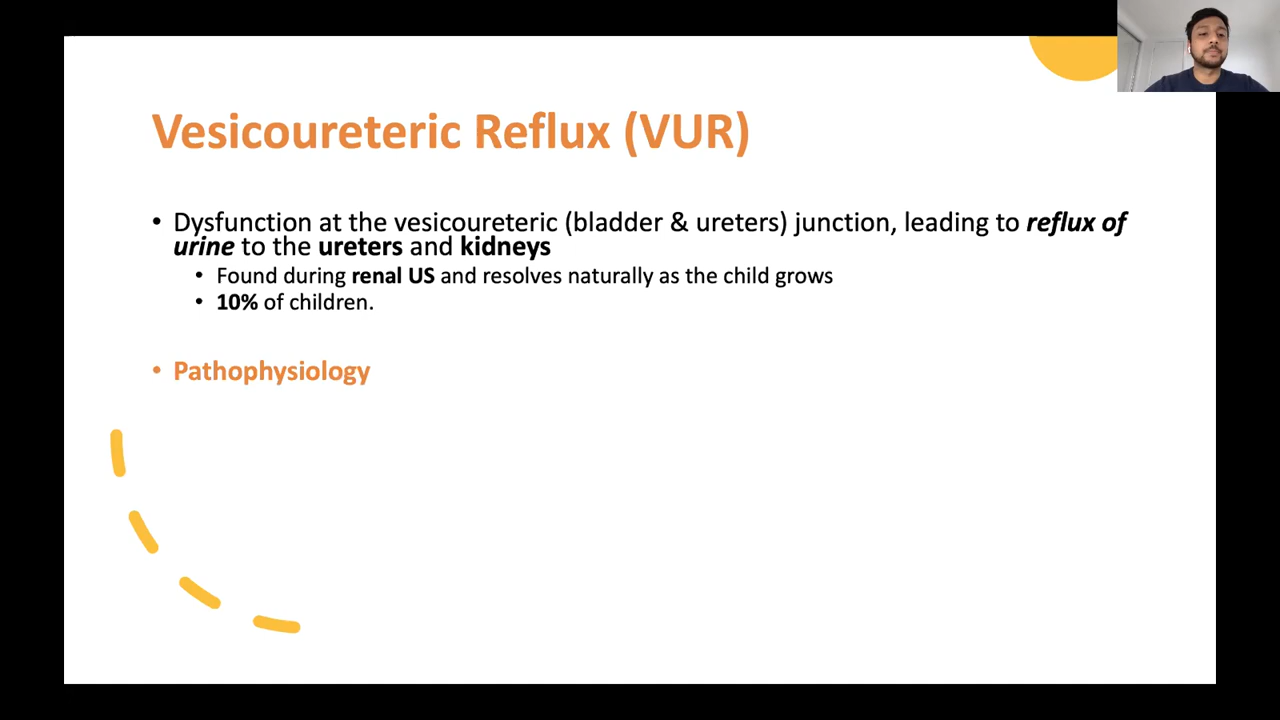 Vesicoureteric Reflux (VUR)
• Dysfunction at the vesicoureteric (bladder & ureters) junction, leading to reflux of
urine to the ureters and kidneys
• Found during renal US and resolves naturally as the child grows
• 10% of children.
• Pathophysiology